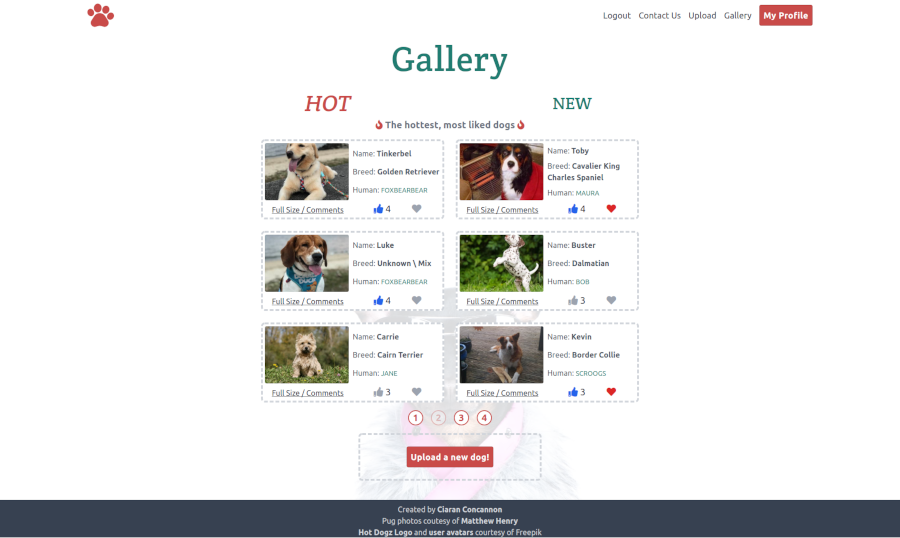 Logout Contact Us Upload Gallery My Profile
Gallery
HOT NEW
The hottest, most liked dogs
Name: Tinkerbel
Breed: Golden Retriever
Human: FOXBEARBEAR
Full Size / Comments 4
Name: Toby
Breed: Cavalier King
Charles Spaniel
Human: MAURA
Full Size / Comments 4
Name: Luke
Breed: Unknown \ Mix
Human: FOXBEARBEAR
Full Size / Comments 4
Name: Buster
Breed: Dalmatian
Human: BOB
Full Size / Comments 3
Name: Carrie
Breed: Cairn Terrier
Human: JANE
Full Size / Comments 3
Name: Kevin
Breed: Border Collie
Human: SCROOGS
Full Size / Comments 3
1 2 3 4
Upload a new dog!
Created by Ciaran Concannon
Pug photos coutesy of Matthew Henry
Hot Dogz Logo and user avatars courtesy of Freepik